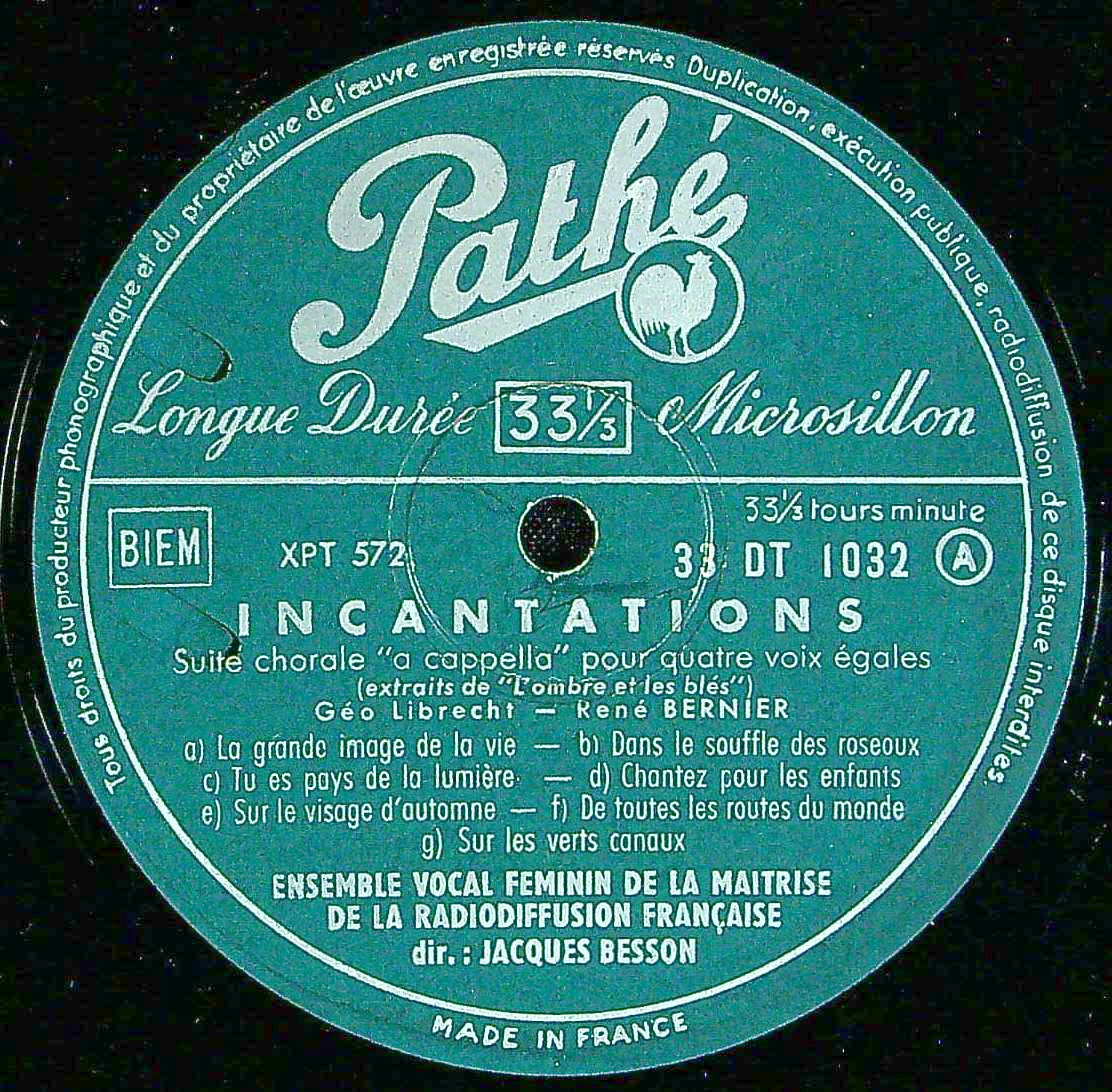 Tous droits du producteur phonographique et du propriétaire de l'œuvre enregistrée réservés Duplication, exécution publique, radiodiffusion de ce disque interdites
Pathé
Longue Durée 33⅓ Microsillon
33⅓ tours minute
BIEM XPT 572 33 DT 1032 A
INCANTATIONS
Suite chorale "a cappella" pour quatre voix égales
(extraits de "L'ombre et les blés")
Géo Librecht — René BERNIER
a) La grande image de la vie — b) Dans le souffle des roseoux
c) Tu es pays de la lumière — d) Chantez pour les enfants
e) Sur le visage d'automne — f) De toutes les routes du monde
g) Sur les verts canaux
ENSEMBLE VOCAL FEMININ DE LA MAITRISE
DE LA RADIODIFFUSION FRANÇAISE
dir. : JACQUES BESSON
MADE IN FRANCE